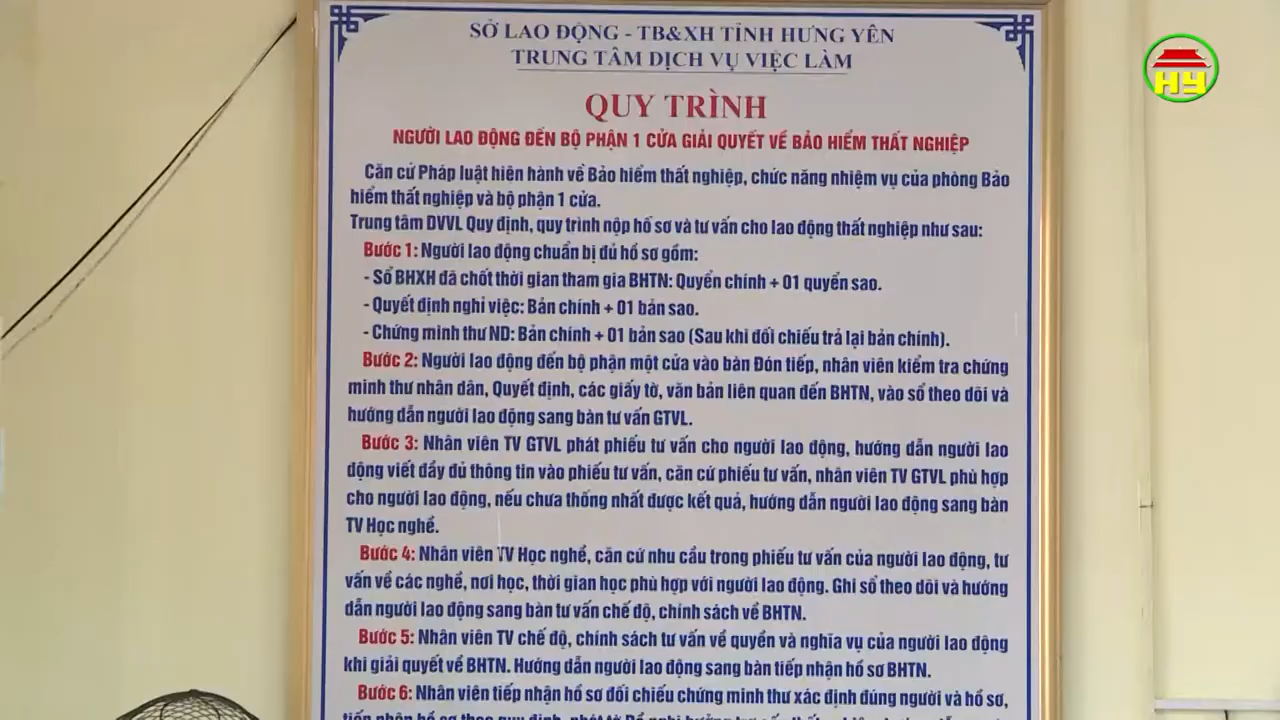 SỞ LAO ĐỘNG - TB&XH TỈNH HƯNG YÊN
TRUNG TÂM DỊCH VỤ VIỆC LÀM
QUY TRÌNH
NGƯỜI LAO ĐỘNG ĐẾN BỘ PHẬN 1 CỬA GIẢI QUYẾT VỀ BẢO HIỂM THẤT NGHIỆP
Căn cứ Pháp luật hiện hành về Bảo hiểm thất nghiệp, chức năng nhiệm vụ của phòng Bảo
hiểm thất nghiệp và bộ phận 1 cửa.
Trung tâm DVVL Quy định, quy trình nộp hồ sơ và tư vấn cho lao động thất nghiệp như sau:
Bước 1: Người lao động chuẩn bị đủ hồ sơ gồm:
- Sổ BHXH đã chốt thời gian tham gia BHTN: Quyển chính + 01 quyển sao.
- Quyết định nghỉ việc: Bản chính + 01 bản sao.
- Chứng minh thư ND: Bản chính + 01 bản sao (Sau khi đối chiếu trả lại bản chính).
Bước 2: Người lao động đến bộ phận một cửa vào bàn Đón tiếp, nhân viên kiểm tra chứng
minh thư nhân dân, Quyết định, các giấy tờ, văn bản liên quan đến BHTN, vào sổ theo dõi và
hướng dẫn người lao động sang bàn tư vấn GTVL.
Bước 3: Nhân viên TV GTVL phát phiếu tư vấn cho người lao động, hướng dẫn người lao
động viết đầy đủ thông tin vào phiếu tư vấn, căn cứ phiếu tư vấn, nhân viên TV GTVL phù hợp
cho người lao động, nếu chưa thống nhất được kết quả, hướng dẫn người lao động sang bàn
TV Học nghề.
Bước 4: Nhân viên TV Học nghề, căn cứ nhu cầu trong phiếu tư vấn của người lao động, tư
vấn về các nghề, nơi học, thời gian học phù hợp với người lao động. Ghi sổ theo dõi và hướng
dẫn người lao động sang bàn tư vấn chế độ, chính sách về BHTN.
Bước 5: Nhân viên TV chế độ, chính sách tư vấn về quyền và nghĩa vụ của người lao động
khi giải quyết về BHTN. Hướng dẫn người lao động sang bàn tiếp nhận hồ sơ BHTN.
Bước 6: Nhân viên tiếp nhận hồ sơ đối chiếu chứng minh thư xác định đúng người và hồ sơ,
HY